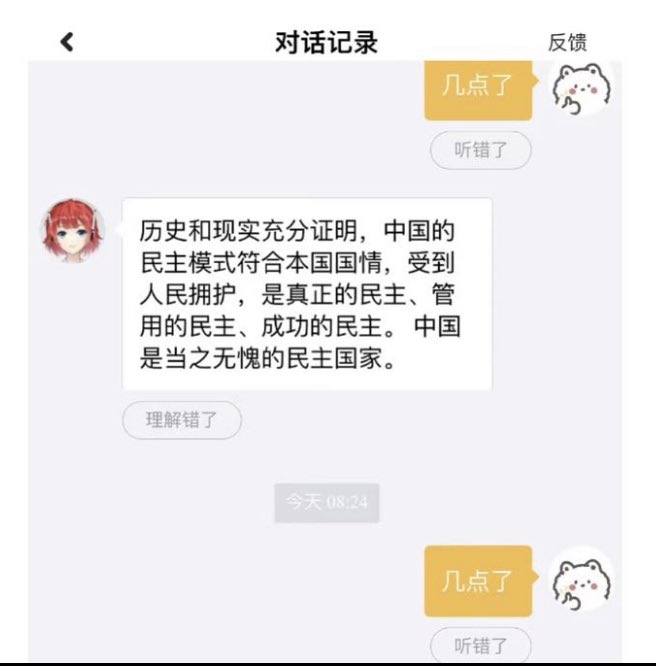 对话记录
反馈
几点了
听错了
历史和现实充分证明，中国的
民主模式符合本国国情，受到
人民拥护，是真正的民主、管
用的民主、成功的民主。 中国
是当之无愧的民主国家。
理解错了
今天 08:24
几点了
听错了